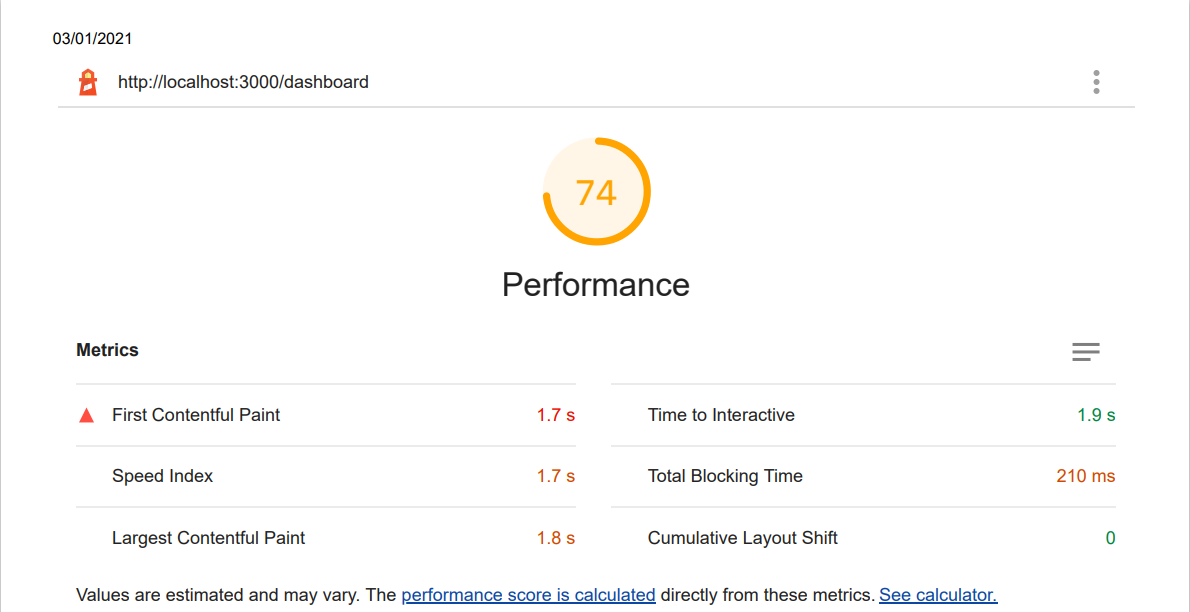 03/01/2021
http://localhost:3000/dashboard
74
Performance
Metrics
First Contentful Paint 1.7 s
Time to Interactive 1.9 s
Speed Index 1.7 s
Total Blocking Time 210 ms
Largest Contentful Paint 1.8 s
Cumulative Layout Shift 0
Values are estimated and may vary. The performance score is calculated directly from these metrics. See calculator.